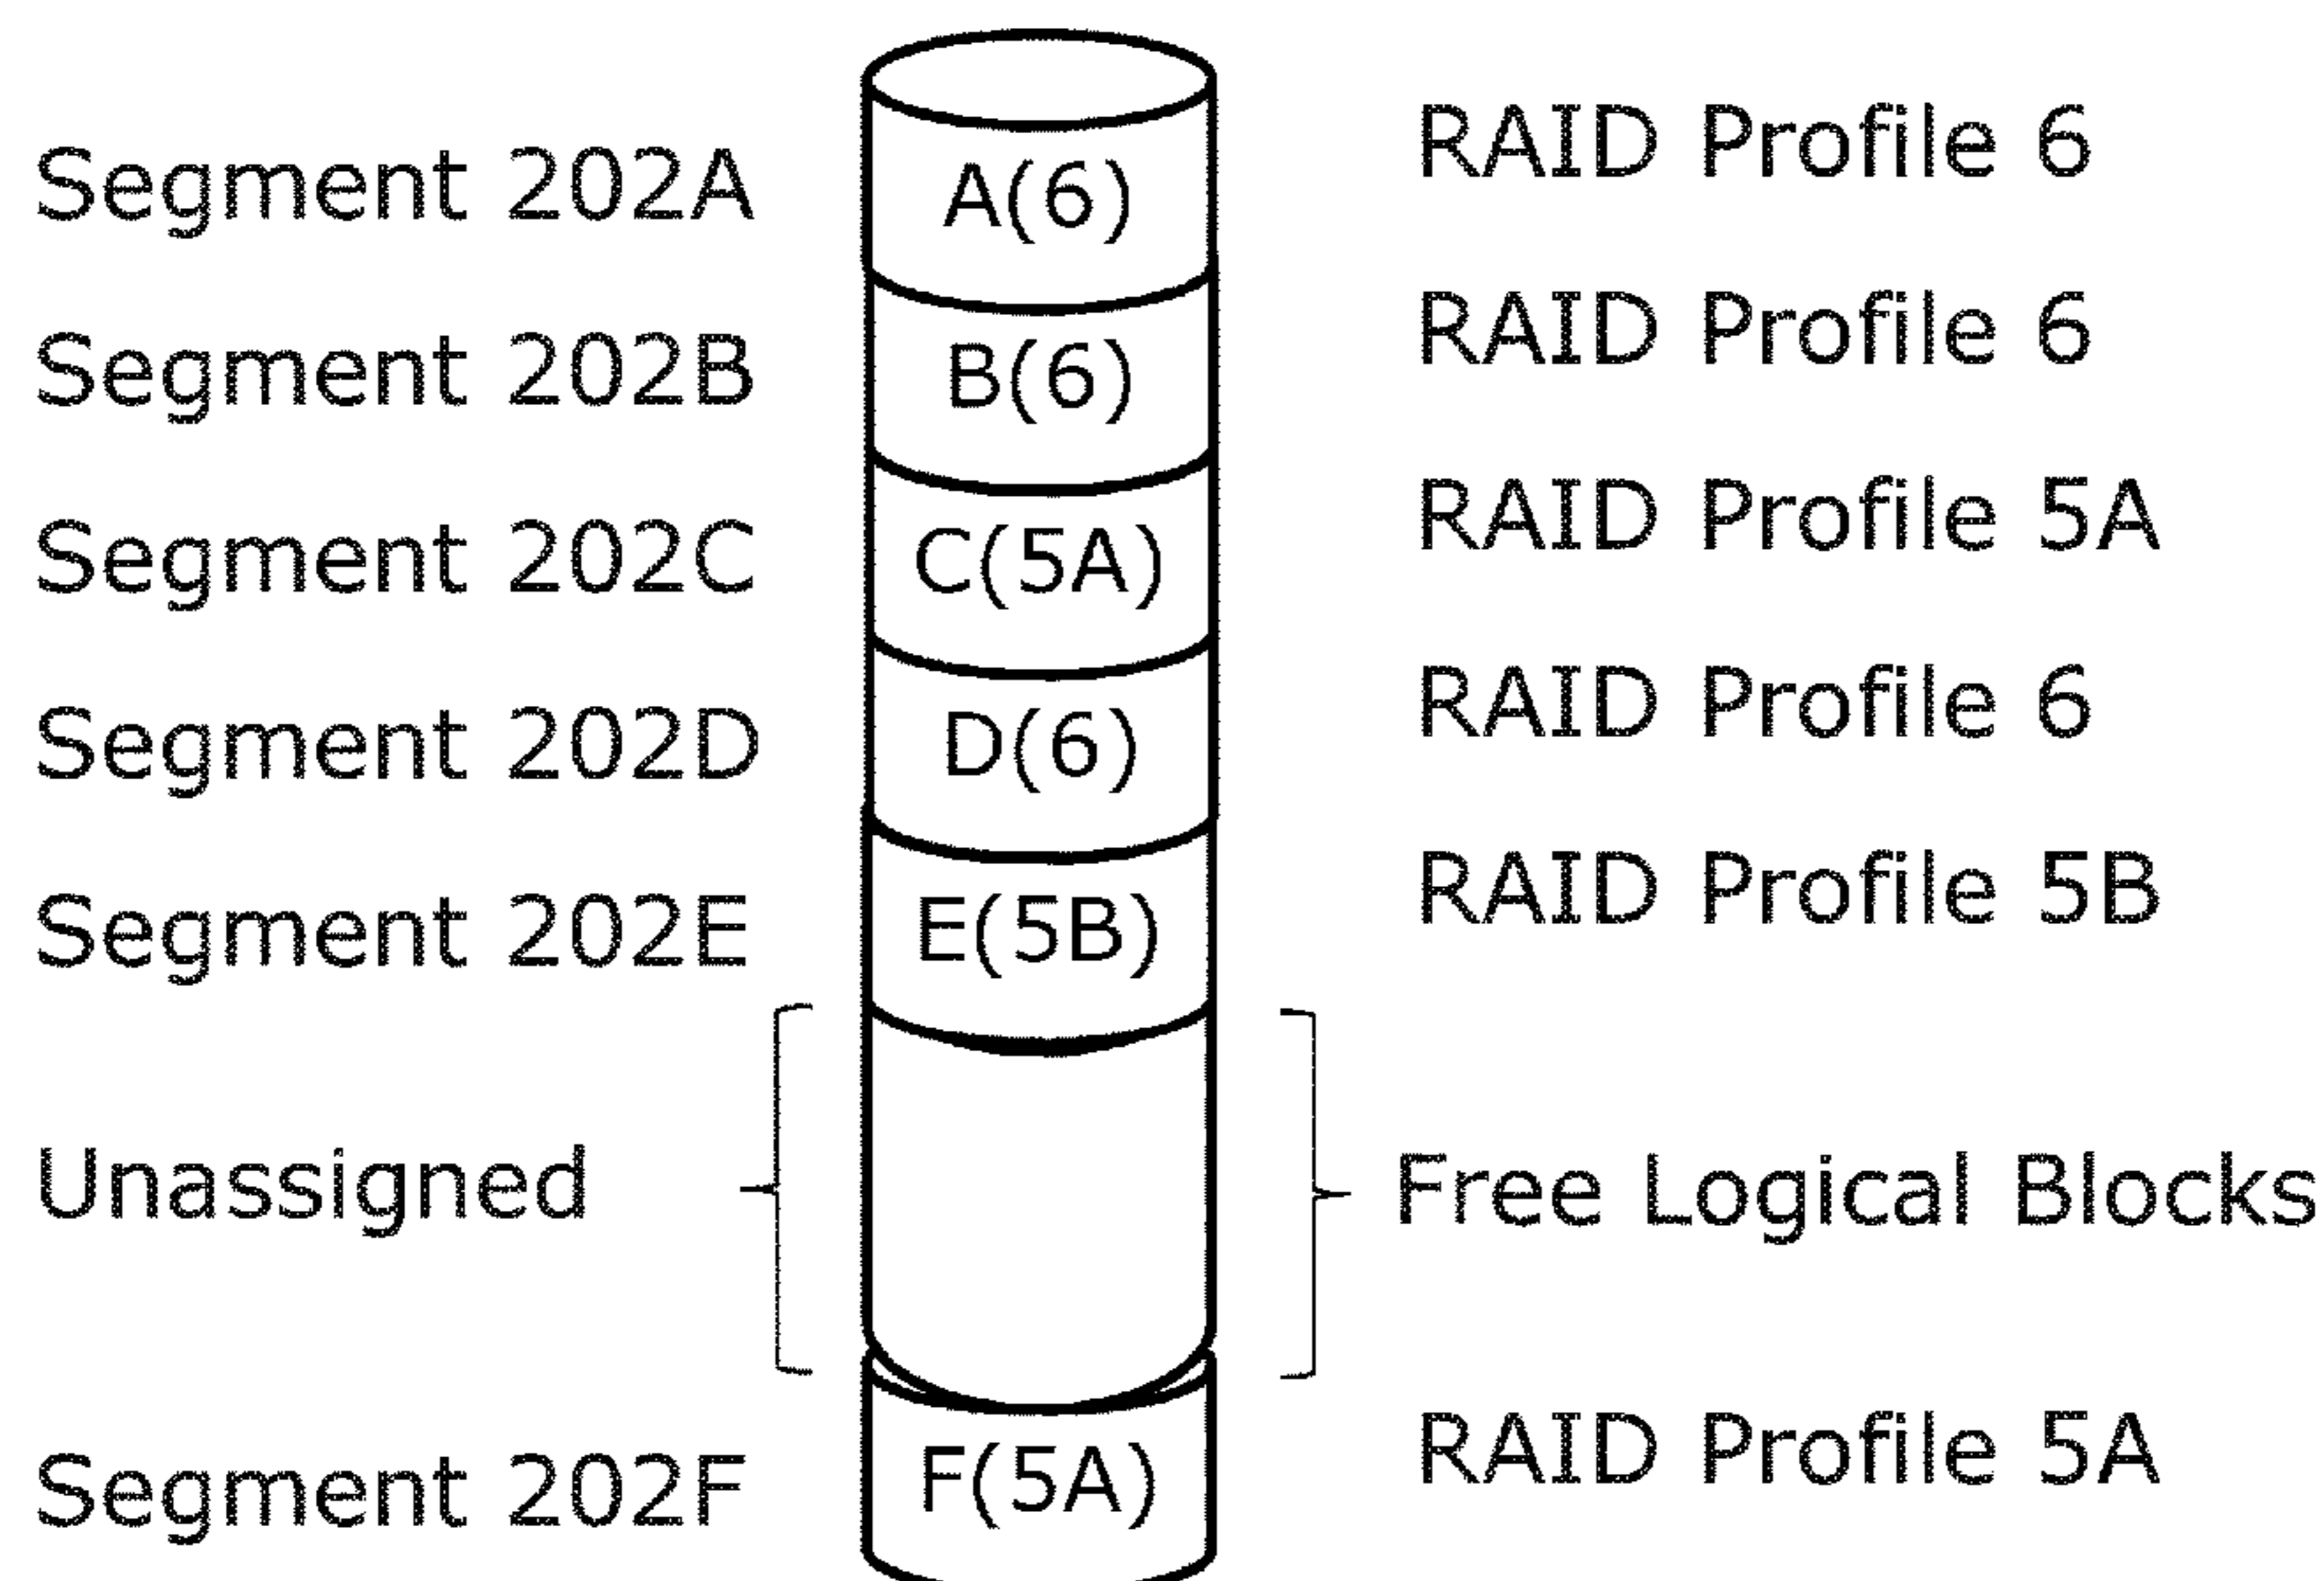 Segment 202A A(6) RAID Profile 6
Segment 202B B(6) RAID Profile 6
Segment 202C C(5A) RAID Profile 5A
Segment 202D D(6) RAID Profile 6
Segment 202E E(5B) RAID Profile 5B
Unassigned Free Logical Blocks
Segment 202F F(5A) RAID Profile 5A